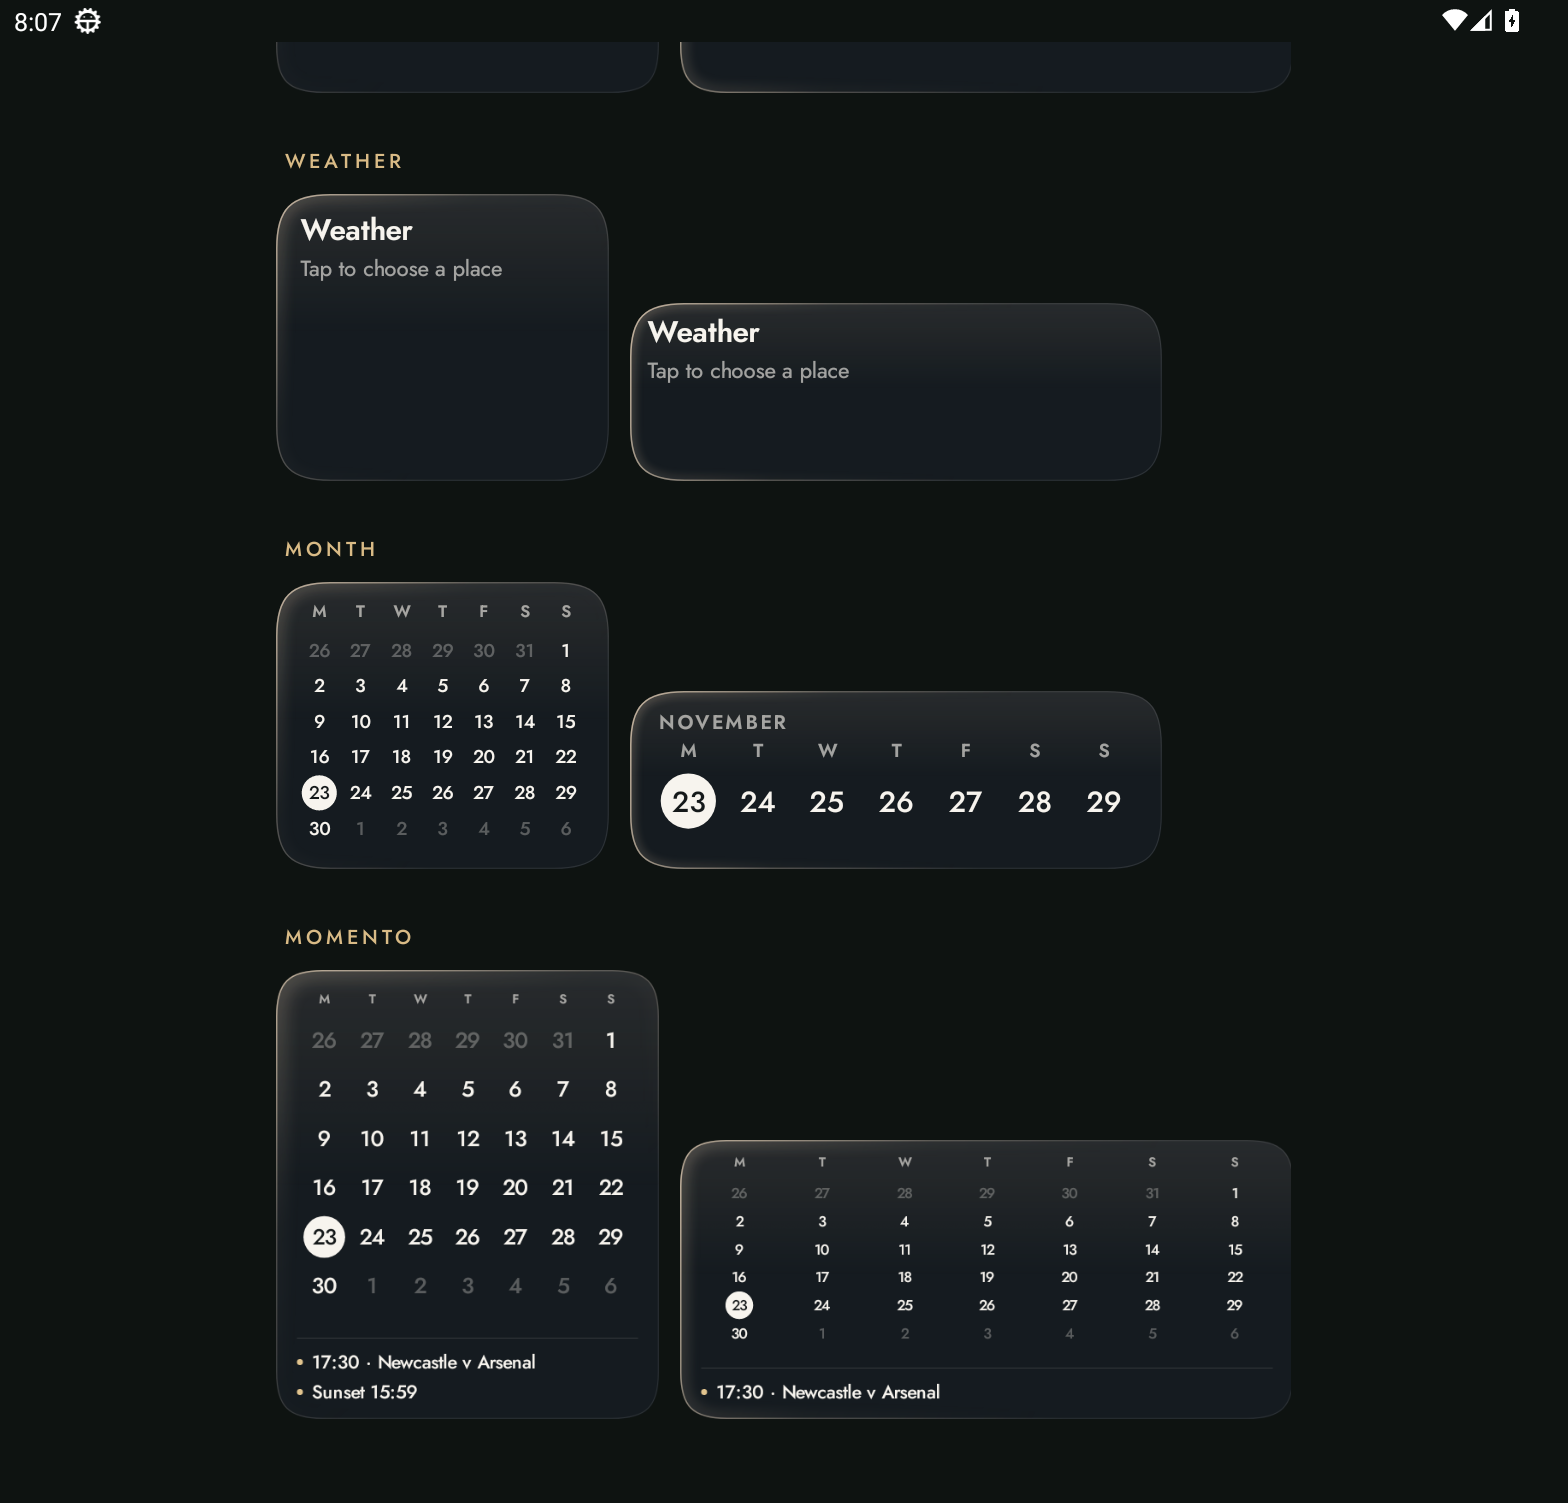 8:07
WEATHER
Weather
Tap to choose a place
Weather
Tap to choose a place
MONTH
M T W T F S S
26 27 28 29 30 31 1
2 3 4 5 6 7 8
9 10 11 12 13 14 15
16 17 18 19 20 21 22
23 24 25 26 27 28 29
30 1 2 3 4 5 6
NOVEMBER
M T W T F S S
23 24 25 26 27 28 29
MOMENTO
M T W T F S S
26 27 28 29 30 31 1
2 3 4 5 6 7 8
9 10 11 12 13 14 15
16 17 18 19 20 21 22
23 24 25 26 27 28 29
30 1 2 3 4 5 6
• 17:30 · Newcastle v Arsenal
• Sunset 15:59
M T W T F S S
26 27 28 29 30 31 1
2 3 4 5 6 7 8
9 10 11 12 13 14 15
16 17 18 19 20 21 22
23 24 25 26 27 28 29
30 1 2 3 4 5 6
• 17:30 · Newcastle v Arsenal